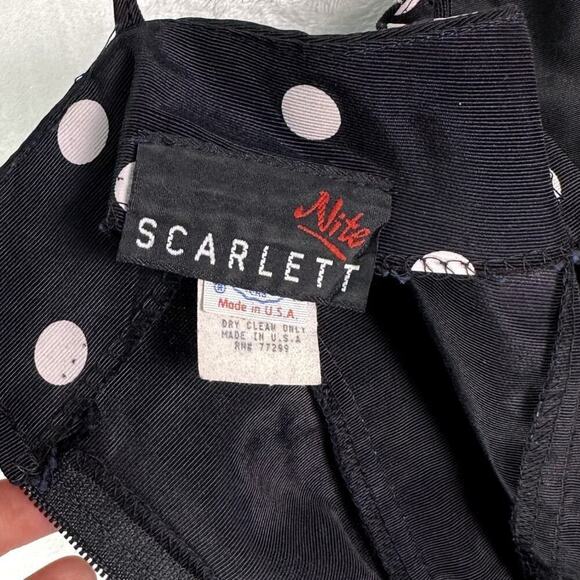 Nite
SCARLETT
Made in U.S.A.
DRY CLEAN ONLY
MADE IN U.S.A
RN# 77299